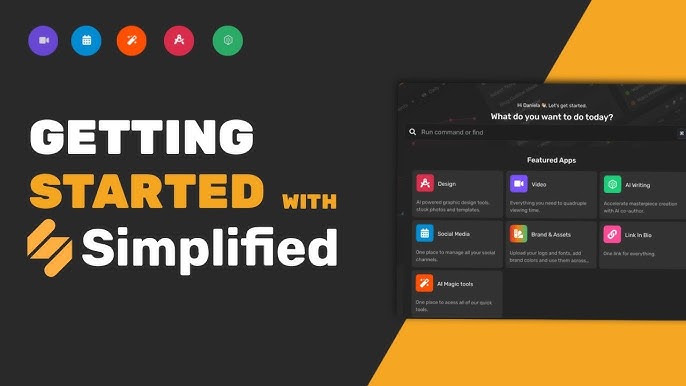 GETTING
STARTED WITH
Simplified
Hi Daniela 👋, Let's get started.
What do you want to do today?
Run command or find
Featured Apps
Design
AI powered graphic design tools, stock photos and templates.
Video
Everything you need to quadruple viewing time.
AI Writing
Accelerate masterpiece creation with AI co-author.
Social Media
One place to manage all your social channels.
Brand & Assets
Upload your logo and fonts, add brand colors and use them across...
Link In Bio
One link for everything.
AI Magic tools
One place to acess all of our quick tools.